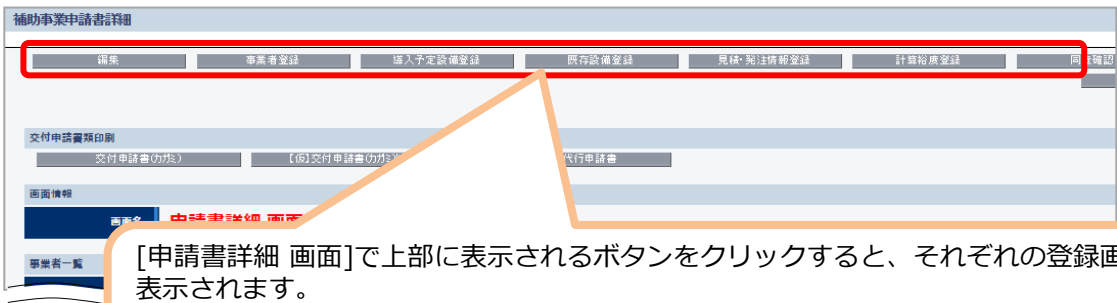 補助事業申請書詳細
編集 事業者登録 導入予定設備登録 既存設備登録 見積・発注情報登録 計算裕度登録
交付申請書類印刷
交付申請書(カガミ) 【仮】交付申請書(カガミ) 代行申請書
画面情報
画面名 申請書詳細 画面
事業者一覧
[申請書詳細 画面]で上部に表示されるボタンをクリックすると、それぞれの登録画
表示されます。